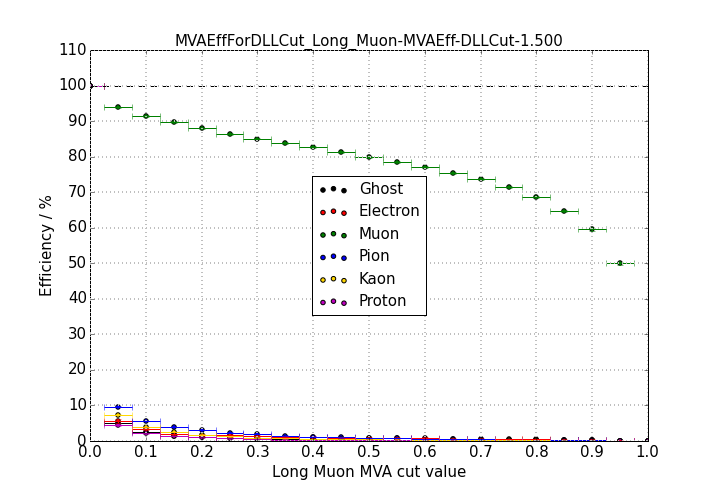 MVAEffForDLLCut_Long_Muon-MVAEff-DLLCut-1.500
110
100
90
80
70
60
50
40
30
20
10
0
Efficiency / %
Ghost
Electron
Muon
Pion
Kaon
Proton
0.0 0.1 0.2 0.3 0.4 0.5 0.6 0.7 0.8 0.9 1.0
Long Muon MVA cut value